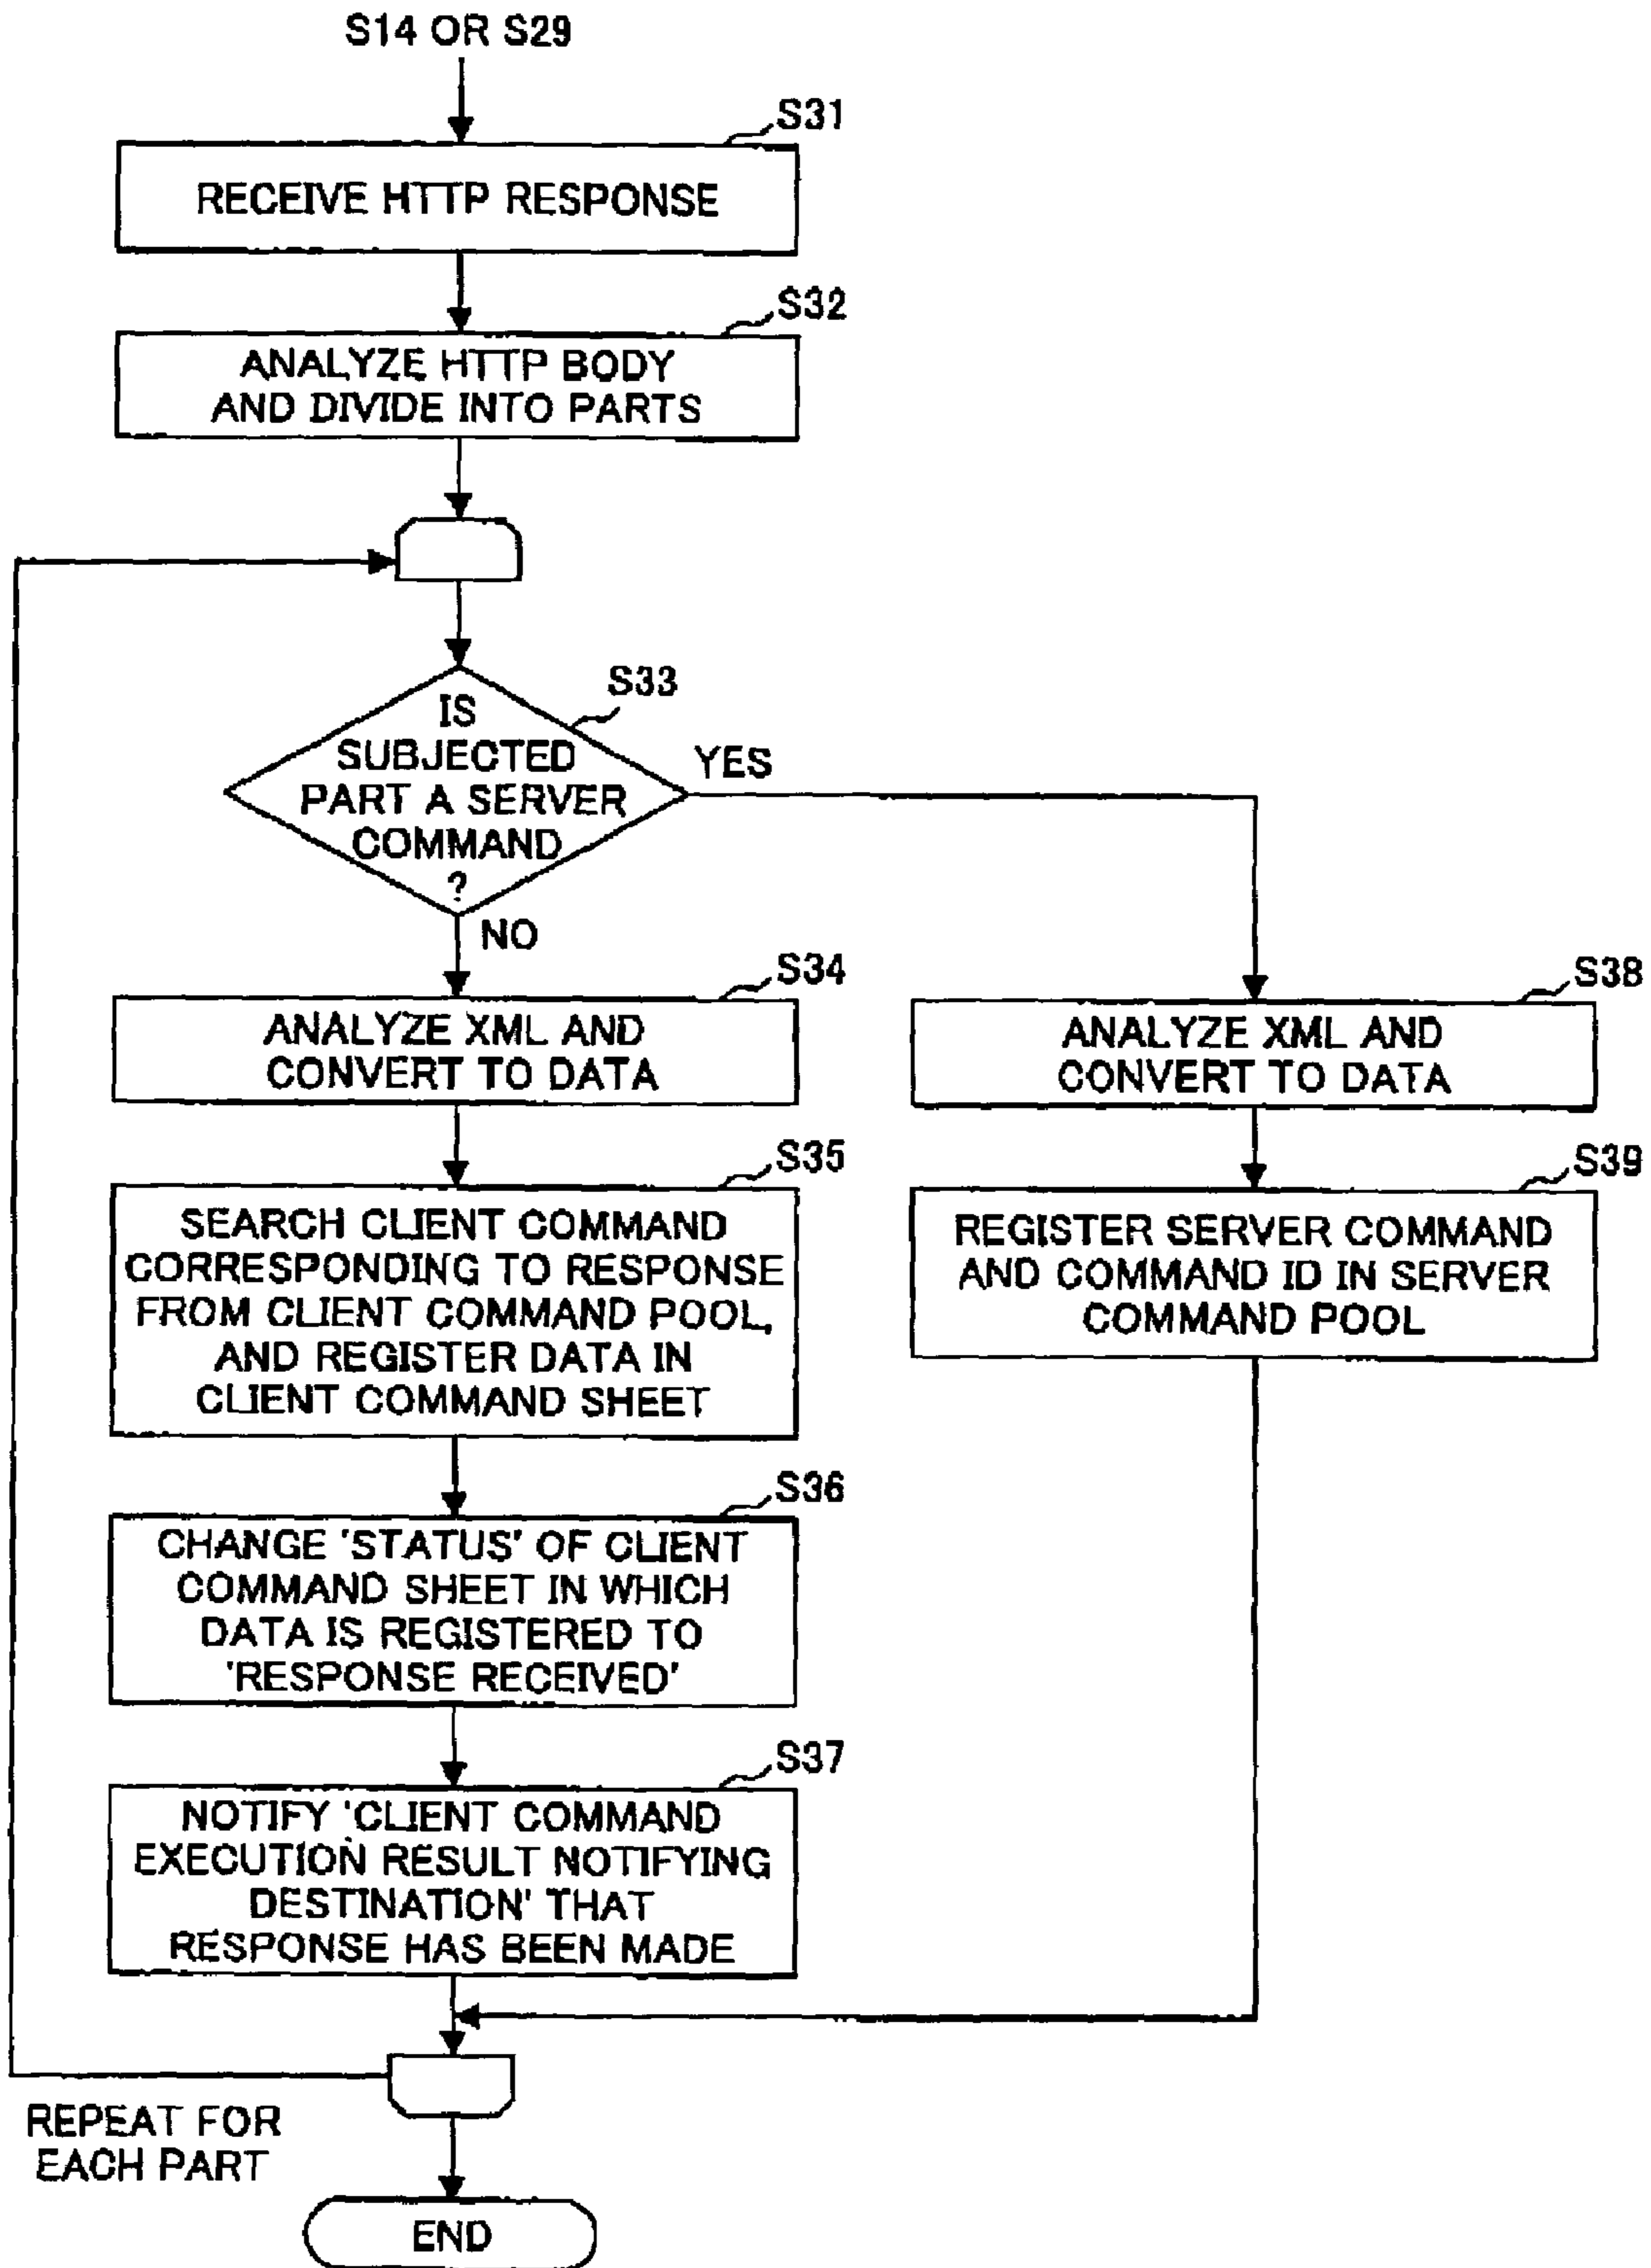 S14 OR S29
S31
RECEIVE HTTP RESPONSE
S32
ANALYZE HTTP BODY
AND DIVIDE INTO PARTS
S33
IS
SUBJECTED
PART A SERVER
COMMAND
?
YES
NO
S34
ANALYZE XML AND
CONVERT TO DATA
S38
ANALYZE XML AND
CONVERT TO DATA
S35
SEARCH CLIENT COMMAND
CORRESPONDING TO RESPONSE
FROM CLIENT COMMAND POOL,
AND REGISTER DATA IN
CLIENT COMMAND SHEET
S39
REGISTER SERVER COMMAND
AND COMMAND ID IN SERVER
COMMAND POOL
S36
CHANGE 'STATUS' OF CLIENT
COMMAND SHEET IN WHICH
DATA IS REGISTERED TO
'RESPONSE RECEIVED'
S37
NOTIFY 'CLIENT COMMAND
EXECUTION RESULT NOTIFYING
DESTINATION' THAT
RESPONSE HAS BEEN MADE
REPEAT FOR
EACH PART
END